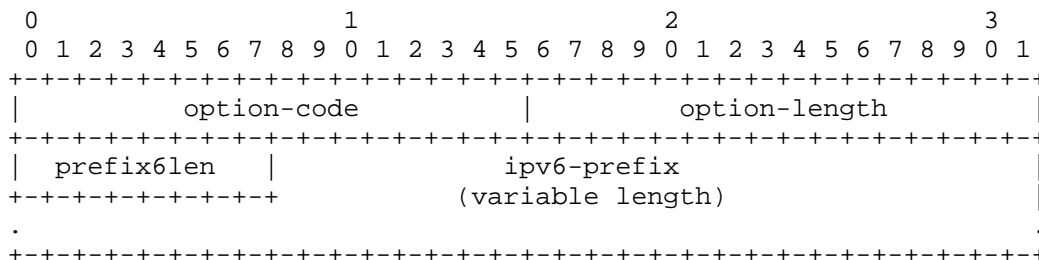 0                   1                   2                   3
 0 1 2 3 4 5 6 7 8 9 0 1 2 3 4 5 6 7 8 9 0 1 2 3 4 5 6 7 8 9 0 1
+-+-+-+-+-+-+-+-+-+-+-+-+-+-+-+-+-+-+-+-+-+-+-+-+-+-+-+-+-+-+-+-+
|          option-code          |         option-length         |
+-+-+-+-+-+-+-+-+-+-+-+-+-+-+-+-+-+-+-+-+-+-+-+-+-+-+-+-+-+-+-+-+
|  prefix6len   |              ipv6-prefix                      |
+-+-+-+-+-+-+-+-+           (variable length)                   |
.                                                               .
+-+-+-+-+-+-+-+-+-+-+-+-+-+-+-+-+-+-+-+-+-+-+-+-+-+-+-+-+-+-+-+-+